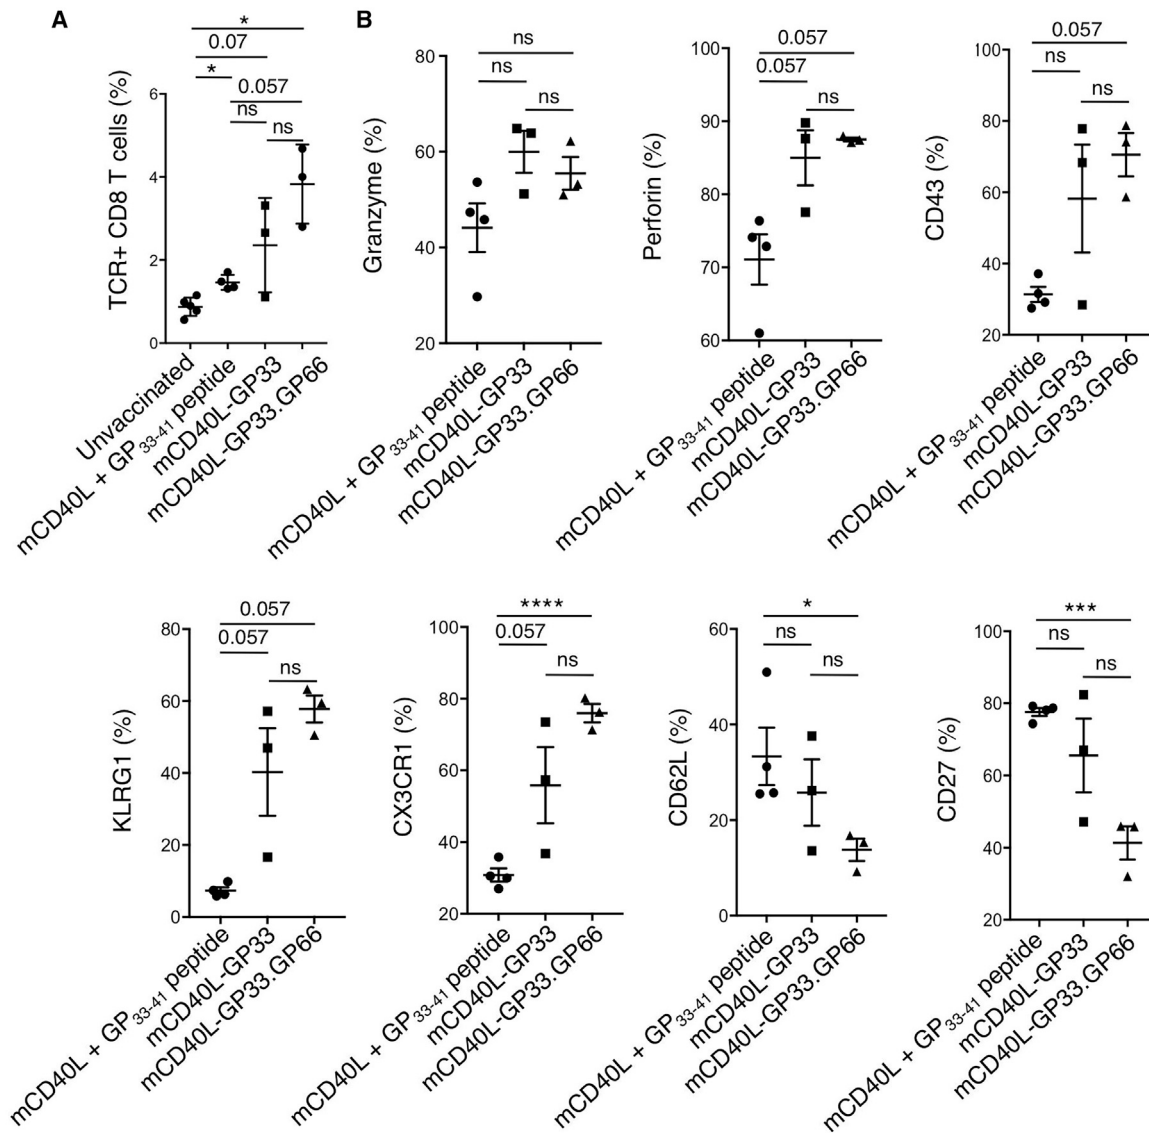 A
TCR+ CD8 T cells (%)
6
4
2
0
*
0.07
*
0.057
ns
ns
Unvaccinated
mCD40L + GP33-41 peptide
mCD40L-GP33
mCD40L-GP33.GP66
B
Granzyme (%)
80
60
40
20
ns
ns
ns
mCD40L + GP33-41 peptide
mCD40L-GP33
mCD40L-GP33.GP66
Perforin (%)
100
90
80
70
60
0.057
0.057
ns
mCD40L + GP33-41 peptide
mCD40L-GP33
mCD40L-GP33.GP66
CD43 (%)
100
80
60
40
20
0.057
ns
ns
mCD40L + GP33-41 peptide
mCD40L-GP33
mCD40L-GP33.GP66
KLRG1 (%)
80
60
40
20
0
0.057
0.057
ns
mCD40L + GP33-41 peptide
mCD40L-GP33
mCD40L-GP33.GP66
CX3CR1 (%)
100
80
60
40
20
****
0.057
ns
mCD40L + GP33-41 peptide
mCD40L-GP33
mCD40L-GP33.GP66
CD62L (%)
60
40
20
0
*
ns
ns
mCD40L + GP33-41 peptide
mCD40L-GP33
mCD40L-GP33.GP66
CD27 (%)
100
80
60
40
20
***
ns
ns
mCD40L + GP33-41 peptide
mCD40L-GP33
mCD40L-GP33.GP66